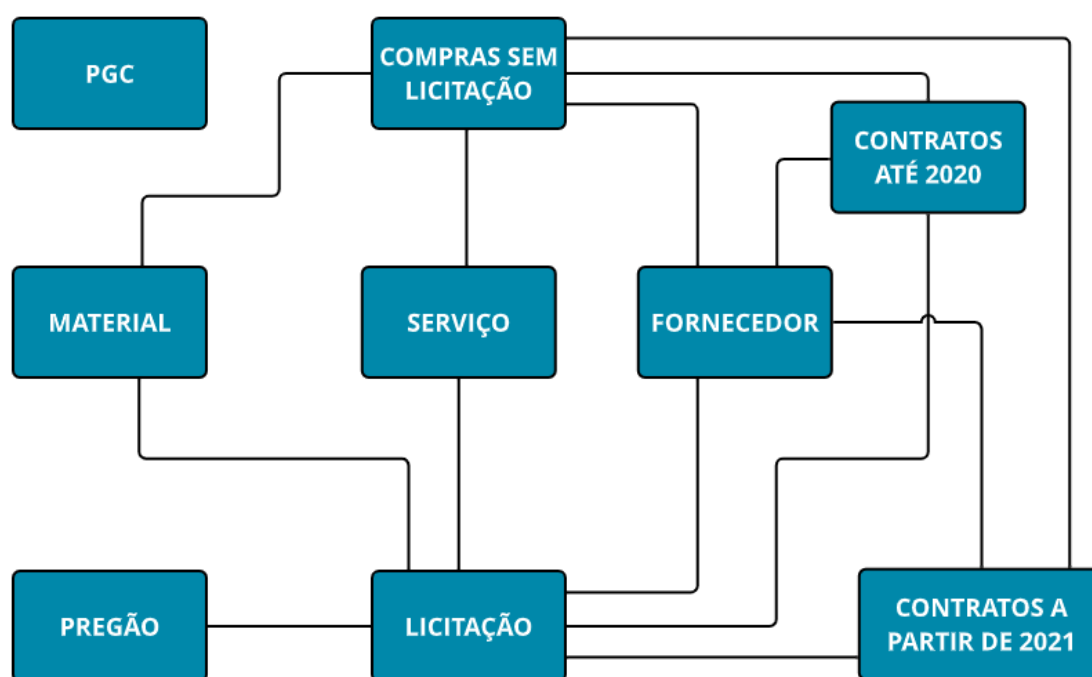 PGC
COMPRAS SEM
LICITAÇÃO
CONTRATOS
ATÉ 2020
MATERIAL
SERVIÇO
FORNECEDOR
PREGÃO
LICITAÇÃO
CONTRATOS A
PARTIR DE 2021